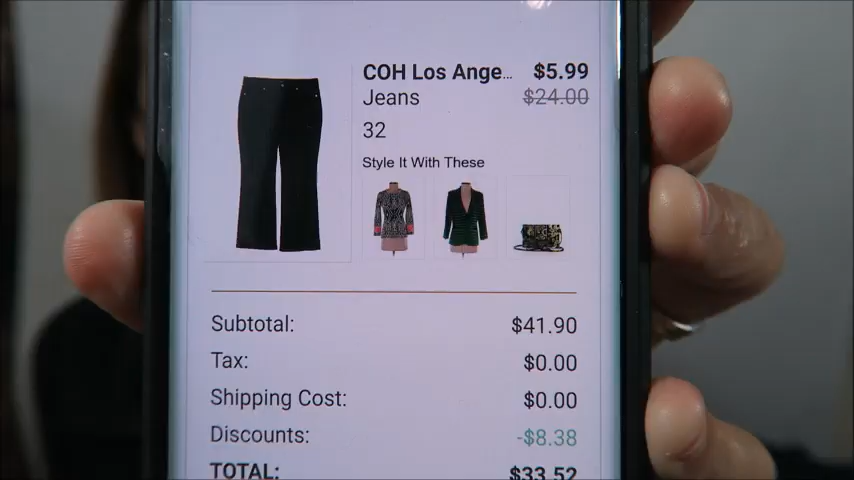 COH Los Ange... $5.99
Jeans $24.00
32
Style It With These
Subtotal: $41.90
Tax: $0.00
Shipping Cost: $0.00
Discounts: -$8.38
TOTAL: $33.52